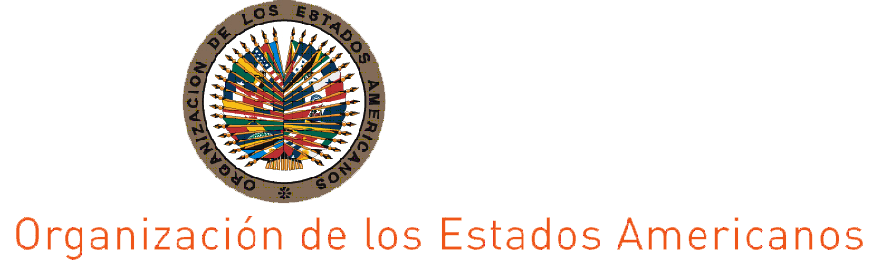 ORGANIZACION DE LOS ESTADOS AMERICANOS
Organización de los Estados Americanos